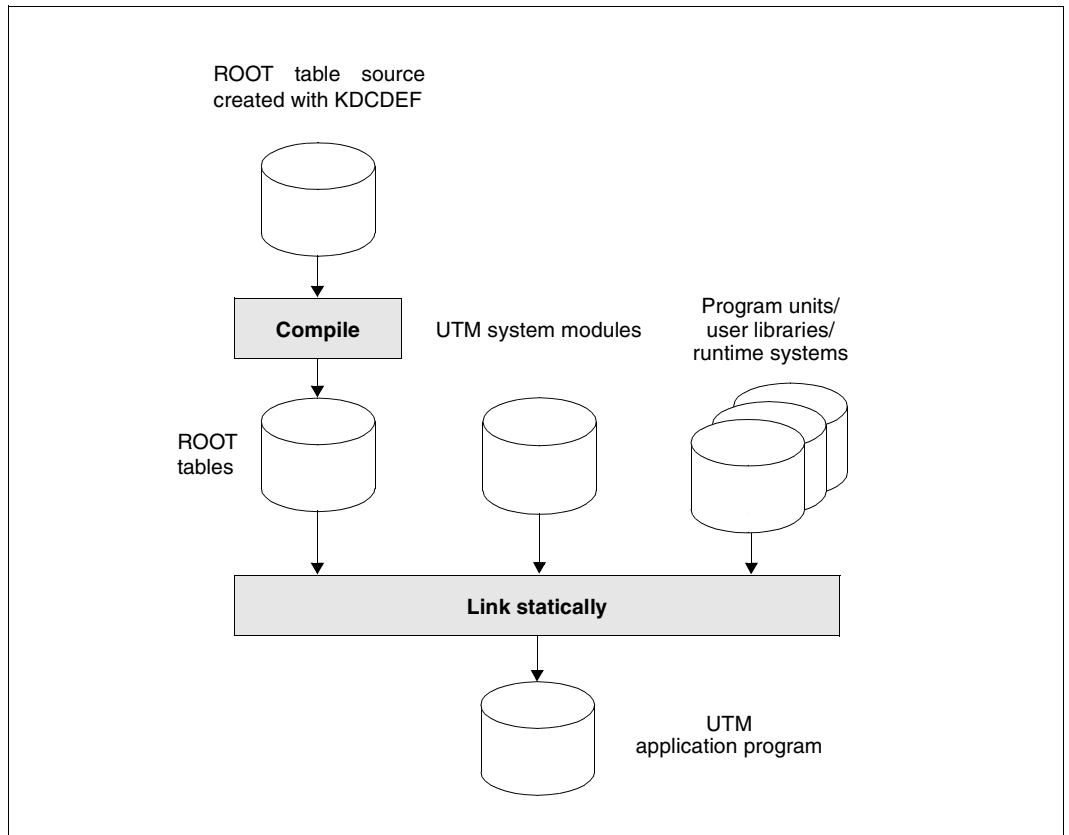 ROOT table source
created with KDCDEF
Compile
UTM system modules
Program units/
user libraries/
runtime systems
ROOT
tables
Link statically
UTM
application program